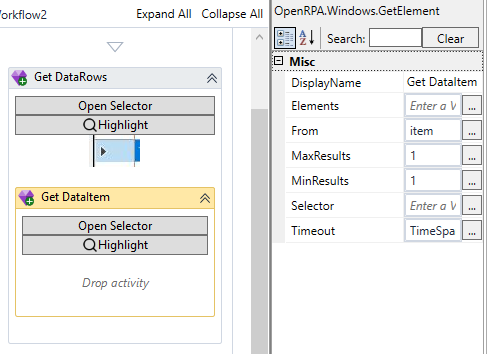 orkflow2
Expand All
Collapse All
Get DataRows
Open Selector
Highlight
Get DataItem
Open Selector
Highlight
Drop activity
OpenRPA.Windows.GetElement
Search:
Clear
Misc
DisplayName Get DataItem
Elements Enter a V ...
From item ...
MaxResults 1 ...
MinResults 1 ...
Selector Enter a V ...
Timeout TimeSpa ...